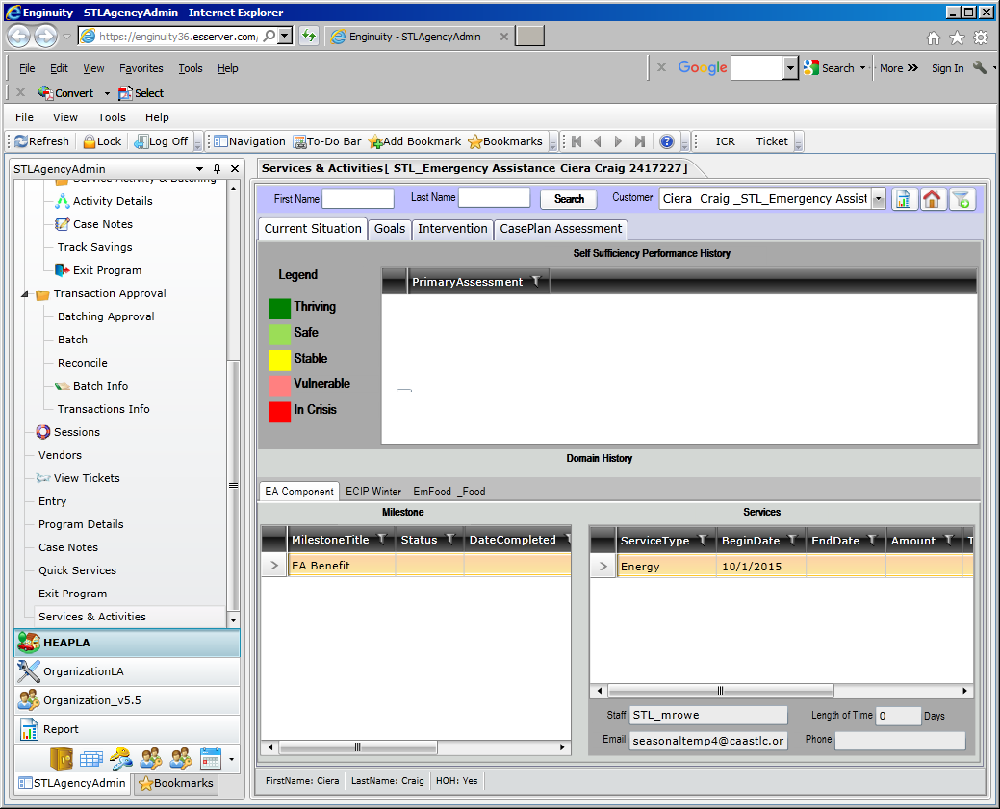 Enginuity - STLAgencyAdmin - Internet Explorer
https://enginuity36.esserver.com/
Enginuity - STLAgencyAdmin
File Edit View Favorites Tools Help
Google Search More Sign In
Convert Select
File View Tools Help
Refresh Lock Log Off Navigation To-Do Bar Add Bookmark Bookmarks ICR Ticket
STLAgencyAdmin
Service Activity & Batching
Activity Details
Case Notes
Track Savings
Exit Program
Transaction Approval
Batching Approval
Batch
Reconcile
Batch Info
Transactions Info
Sessions
Vendors
View Tickets
Entry
Program Details
Case Notes
Quick Services
Exit Program
Services & Activities
HEAPLA
OrganizationLA
Organization_v5.5
Report
STLAgencyAdmin Bookmarks
Services & Activities[ STL_Emergency Assistance Ciera Craig 2417227]
First Name Last Name Search Customer Ciera Craig _STL_Emergency Assist
Current Situation Goals Intervention CasePlan Assessment
Self Sufficiency Performance History
Legend
Thriving
Safe
Stable
Vulnerable
In Crisis
PrimaryAssessment
Domain History
EA Component ECIP Winter EmFood _Food
Milestone
MilestoneTitle Status DateCompleted
EA Benefit
Services
ServiceType BeginDate EndDate Amount T
Energy 10/1/2015
Staff STL_mrowe Length of Time 0 Days
Email seasonaltemp4@caastlc.or Phone
FirstName: Ciera LastName: Craig HOH: Yes